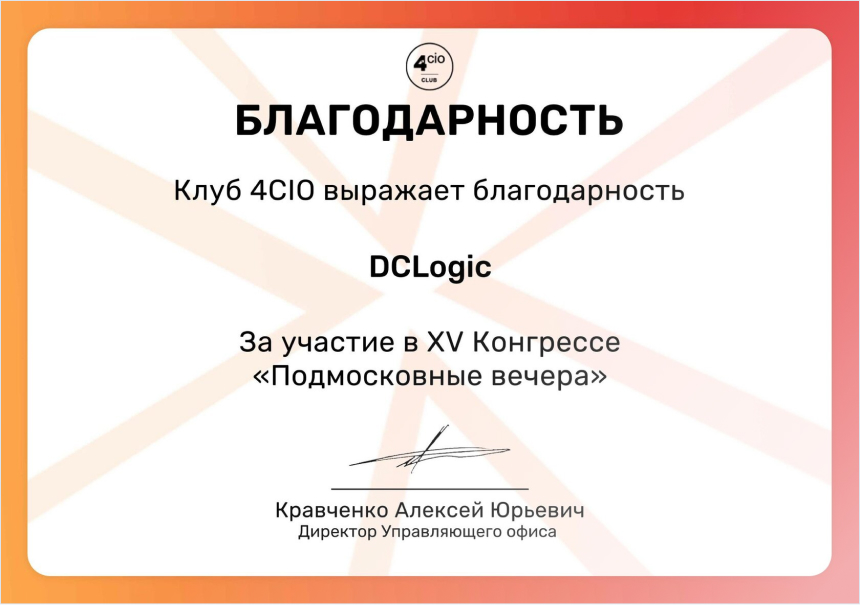 4CIO
CLUB
БЛАГОДАРНОСТЬ
Клуб 4CIO выражает благодарность
DCLogic
За участие в XV Конгрессе
«Подмосковные вечера»
Кравченко Алексей Юрьевич
Директор Управляющего офиса